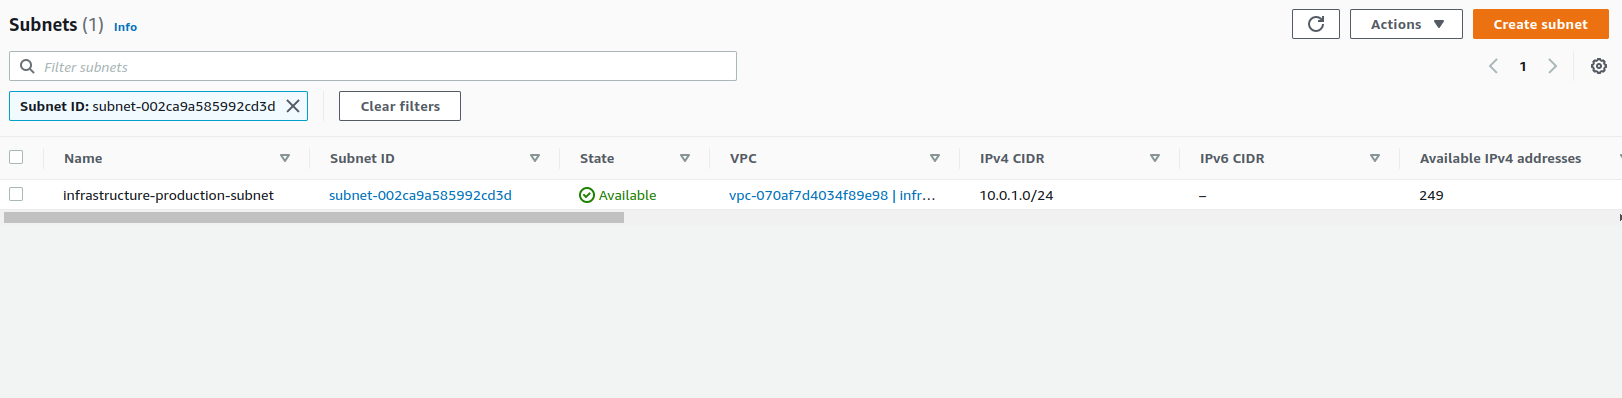 Subnets (1) Info
Actions
Create subnet
Filter subnets
1
Subnet ID: subnet-002ca9a585992cd3d
Clear filters
Name Subnet ID State VPC IPv4 CIDR IPv6 CIDR Available IPv4 addresses
infrastructure-production-subnet subnet-002ca9a585992cd3d Available vpc-070af7d4034f89e98 | infr... 10.0.1.0/24 – 249